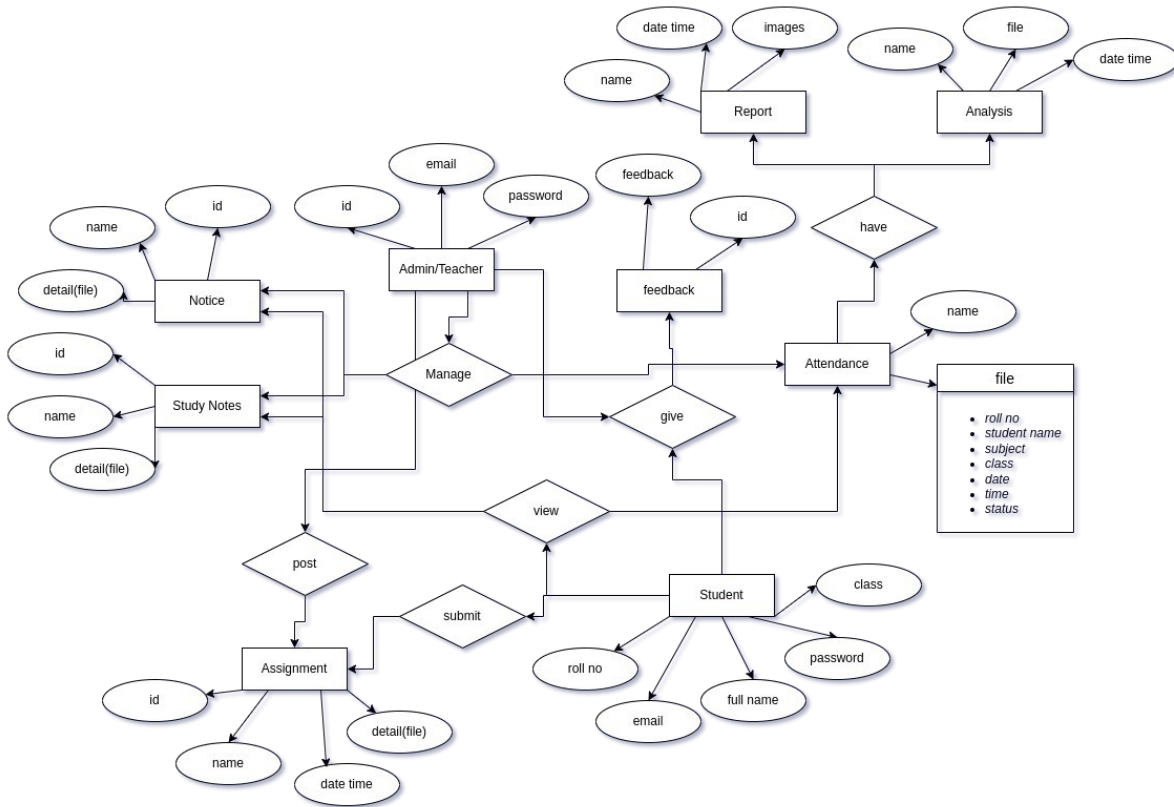 date time
images
file
name
date time
name
Report
Analysis
email
feedback
password
id
id
id
name
have
Admin/Teacher
detail(file)
Notice
feedback
name
id
Manage
Attendance
file
Study Notes
name
give
roll no
student name
subject
class
date
time
status
detail(file)
view
post
class
Student
submit
password
Assignment
roll no
full name
id
email
detail(file)
name
date time